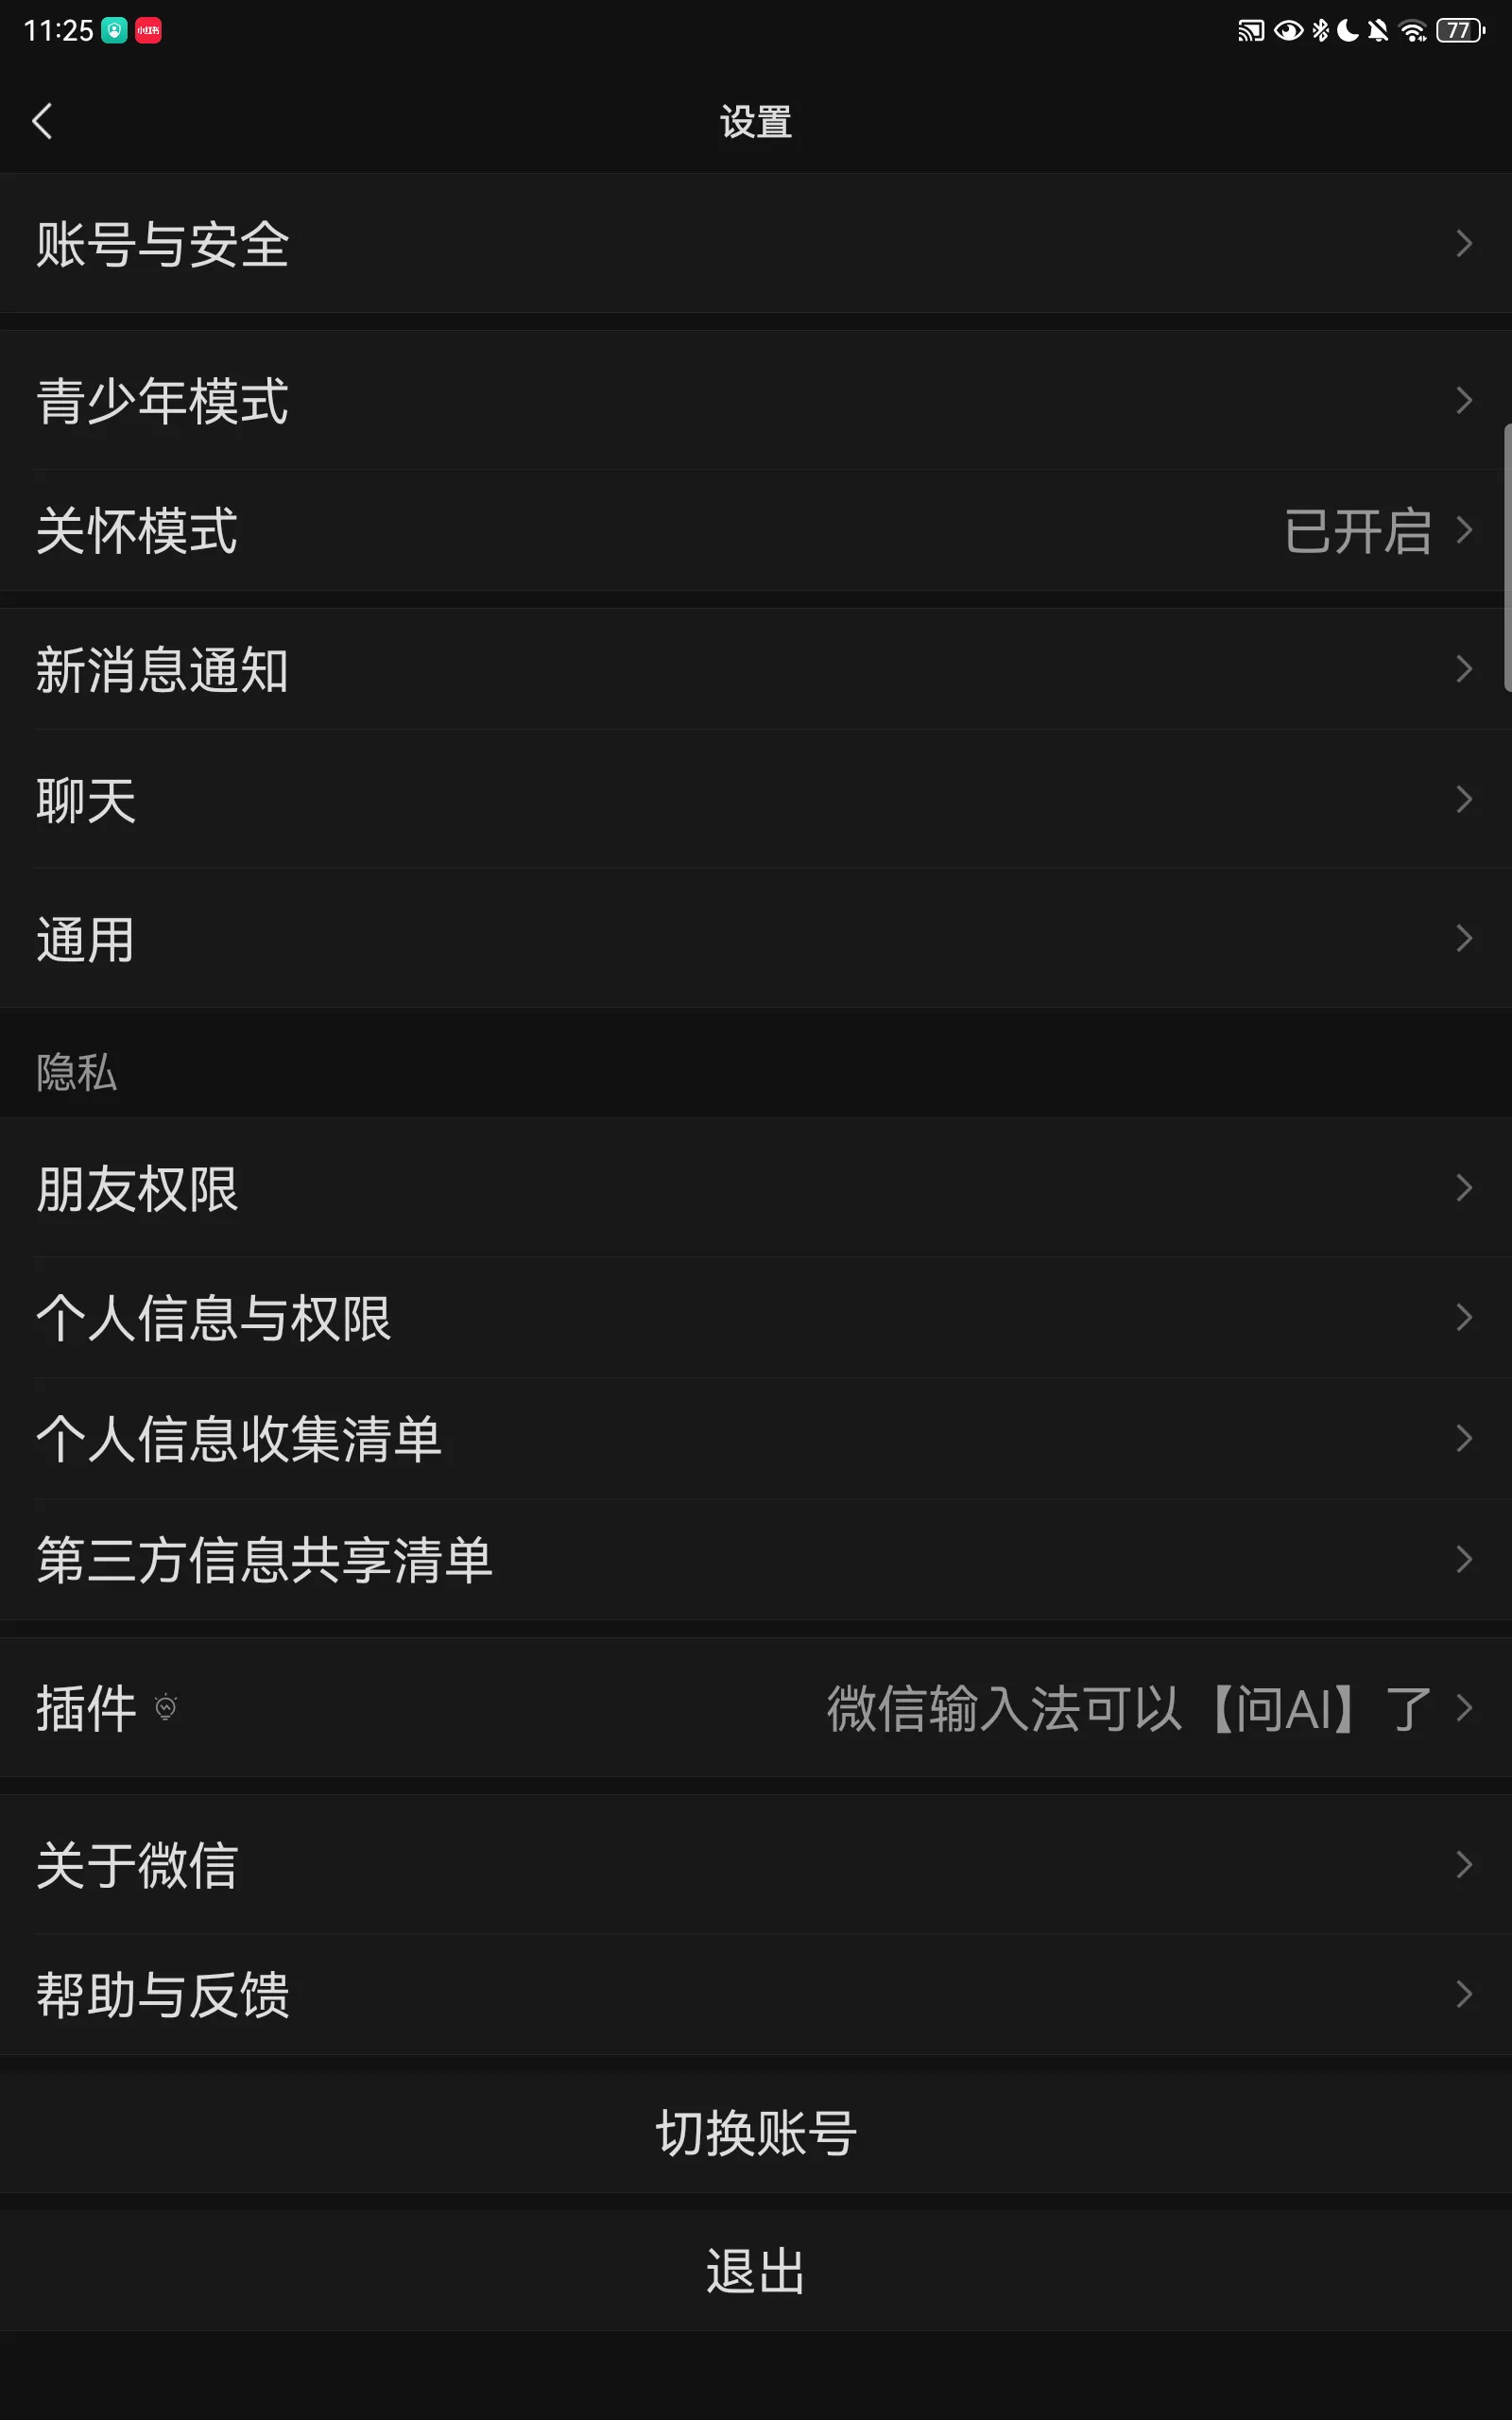 11:25 小红书 77
设置
账号与安全
青少年模式
关怀模式 已开启
新消息通知
聊天
通用
隐私
朋友权限
个人信息与权限
个人信息收集清单
第三方信息共享清单
插件 微信输入法可以【问AI】了
关于微信
帮助与反馈
切换账号
退出